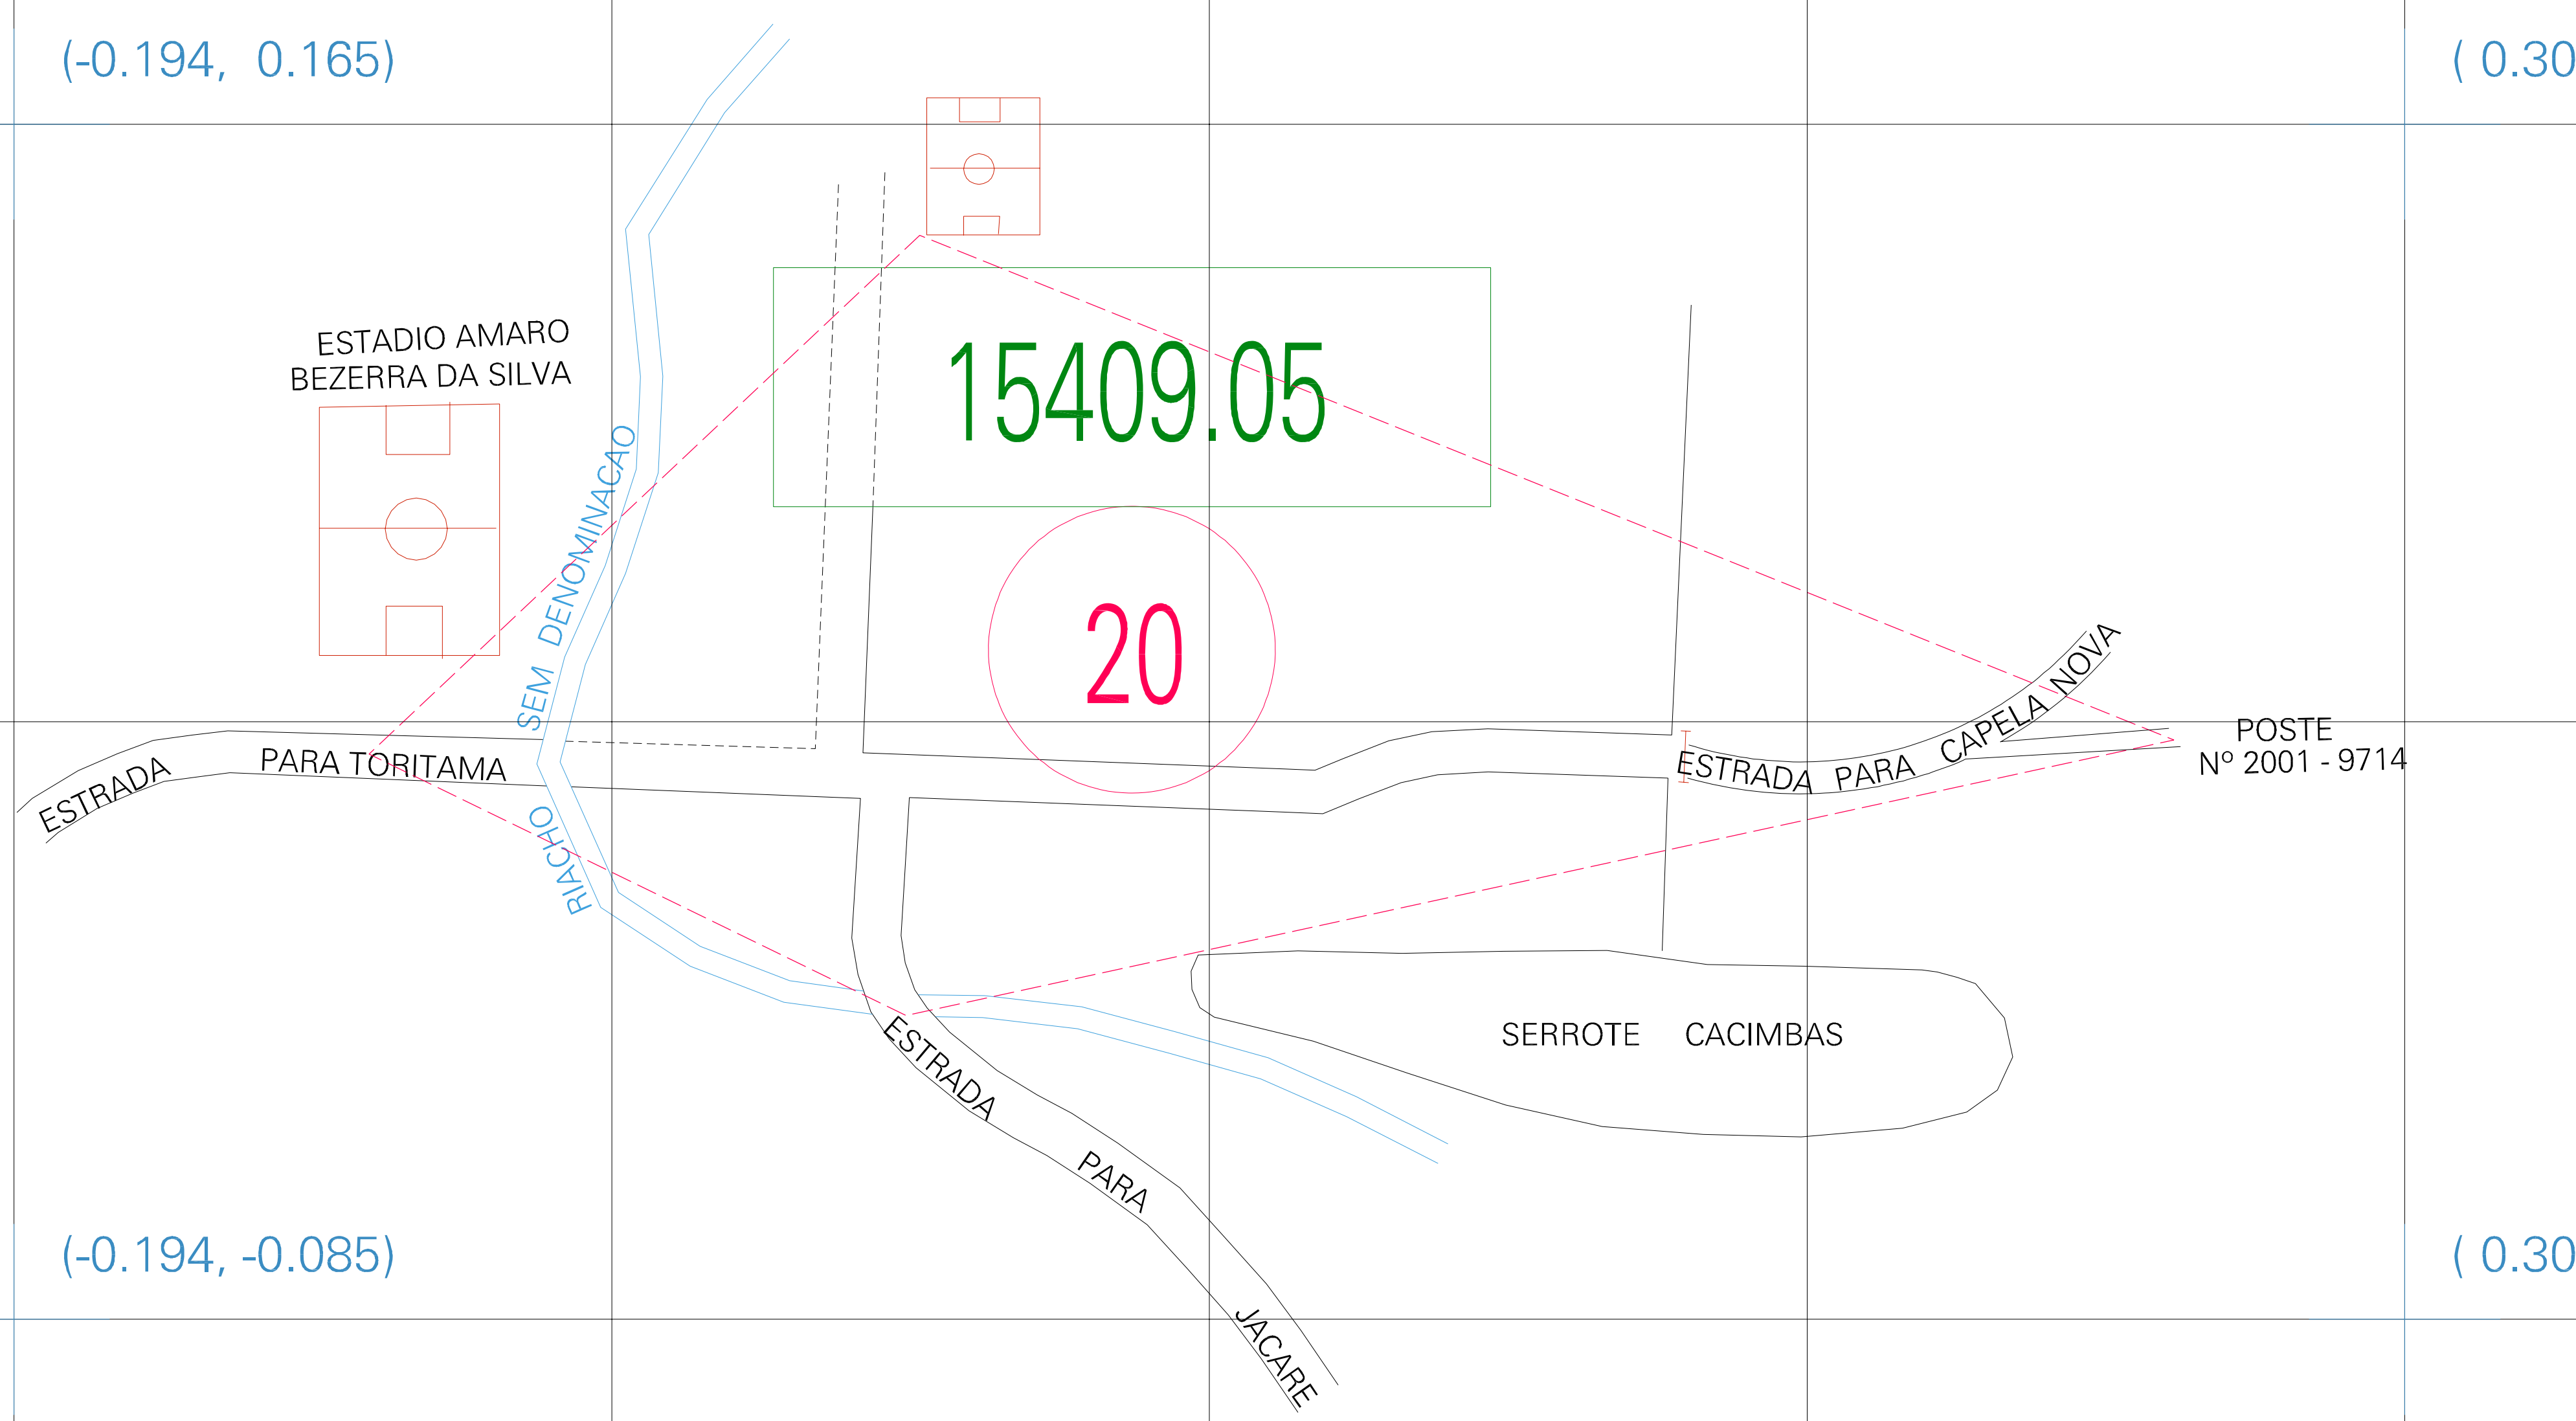 (-0.194,  0.165)
( 0.30
ESTADIO AMARO
BEZERRA DA SILVA
15409.05
RIACHO SEM DENOMINACAO
20
ESTRADA PARA TORITAMA
ESTRADA PARA CAPELA NOVA
POSTE
Nº 2001 - 9714
SERROTE CACIMBAS
ESTRADA PARA JACARE
(-0.194, -0.085)
( 0.30